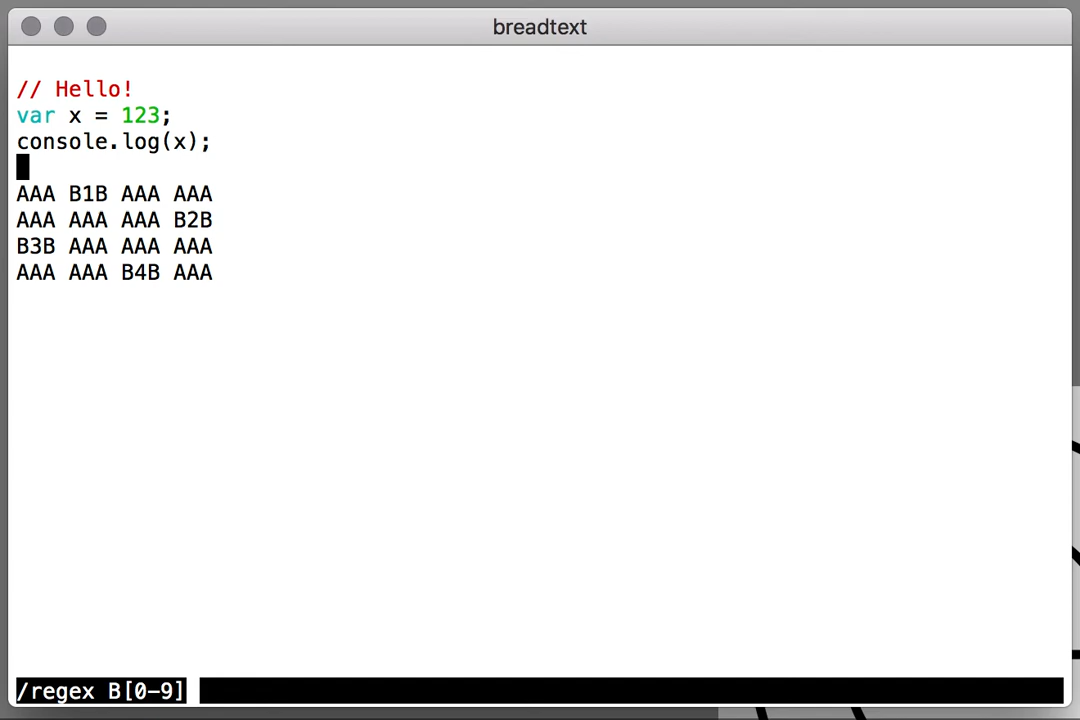 breadtext
// Hello!
var x = 123;
console.log(x);
AAA B1B AAA AAA
AAA AAA AAA B2B
B3B AAA AAA AAA
AAA AAA B4B AAA
/regex B[0-9]